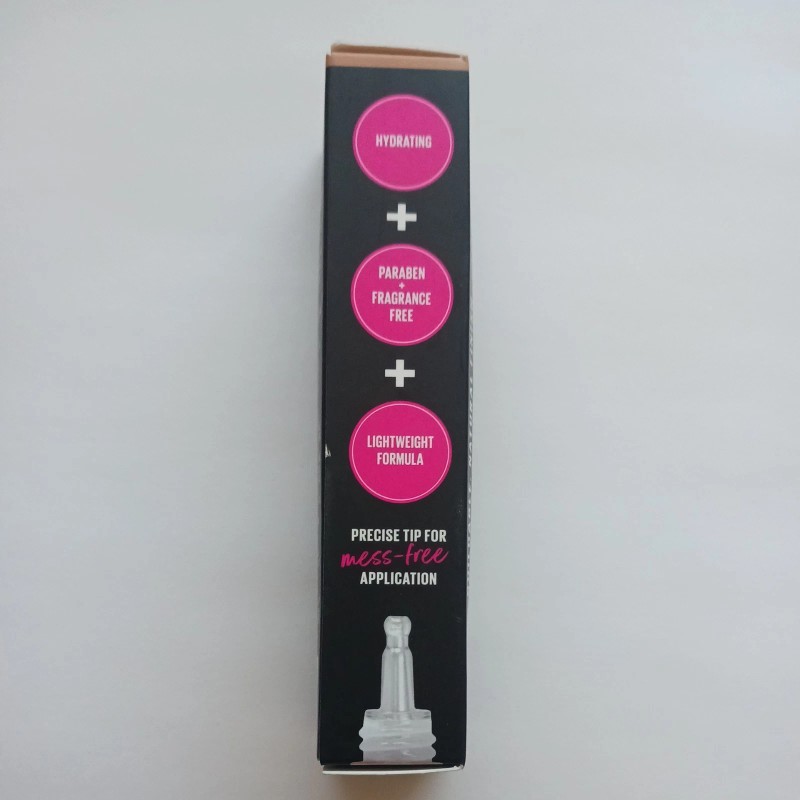 HYDRATING
+
PARABEN
+
FRAGRANCE
FREE
+
LIGHTWEIGHT
FORMULA
PRECISE TIP FOR
mess-free
APPLICATION